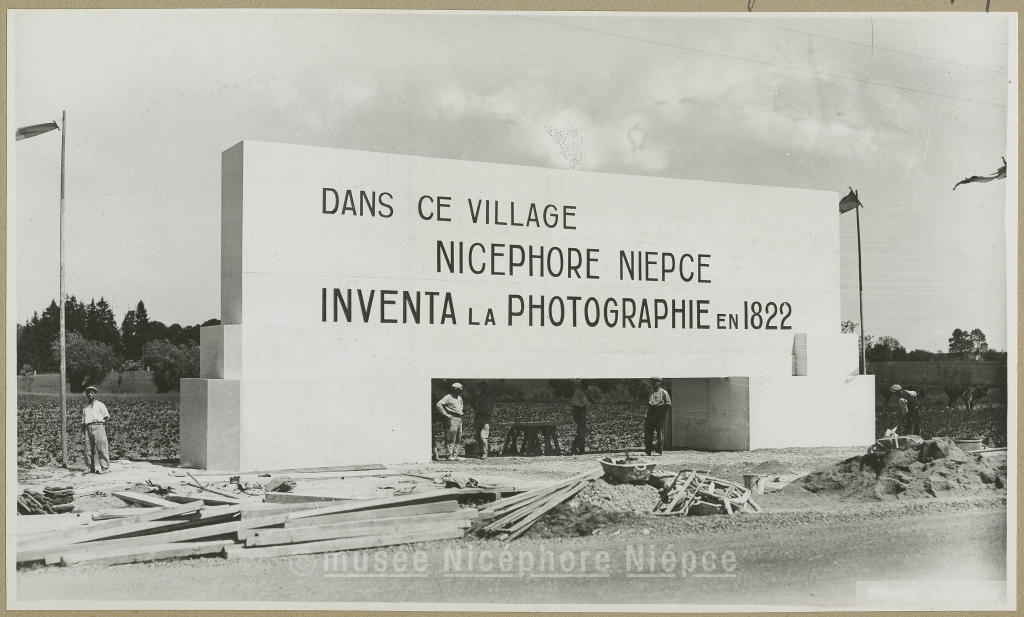 DANS CE VILLAGE
NICEPHORE NIEPCE
INVENTA LA PHOTOGRAPHIE EN 1822
© musée Nicéphore Niépce